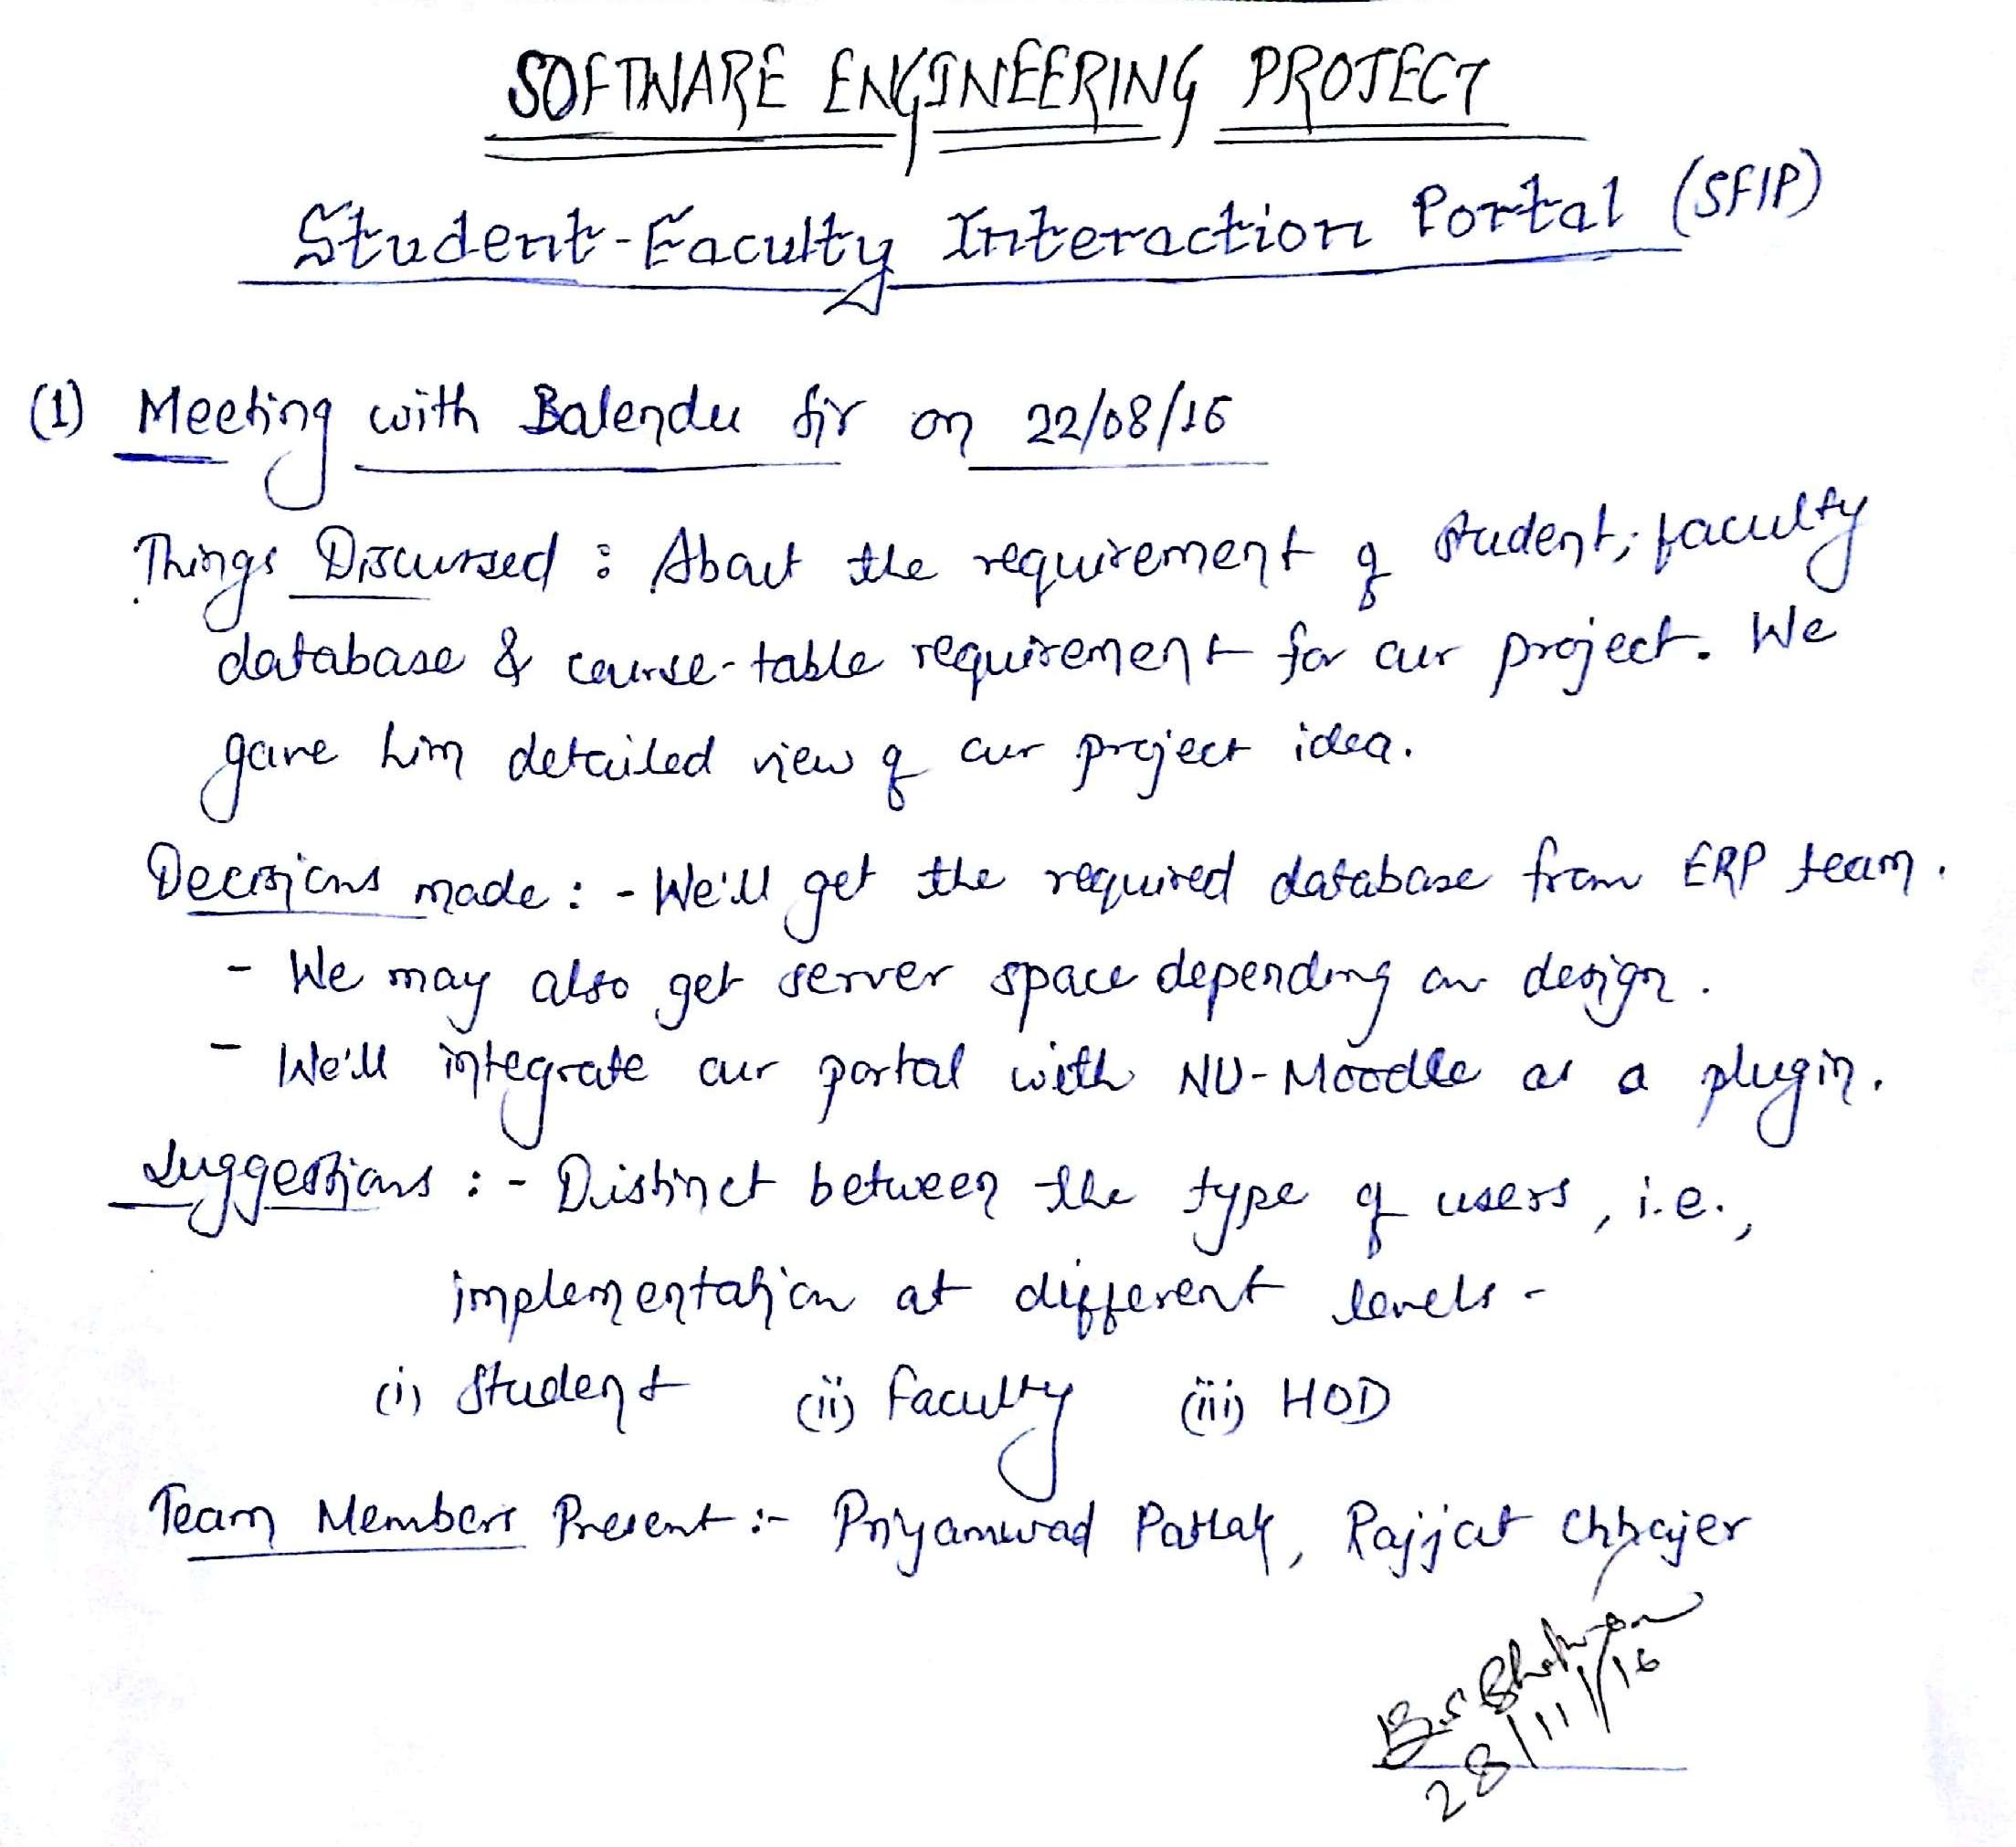 SOFTWARE ENGINEERING PROJECT
Student-Faculty Interaction Portal (SFIP)
(1) Meeting with Balendu sir on 22/08/16
Things Discussed : About the requirement of student, faculty
database & course-table requirement for our project. We
gave him detailed view of our project idea.
Decisions made : - We'll get the required database from ERP team.
- We may also get server space depending on design.
- We'll integrate our portal with NU-Moodle as a plugin.
Suggestions : - Distinct between the type of users, i.e.,
implementation at different levels -
(i) Student (ii) Faculty (iii) HOD
Team Members Present :- Priyamwad Pathak, Rajjat Chhajer
28/11/16